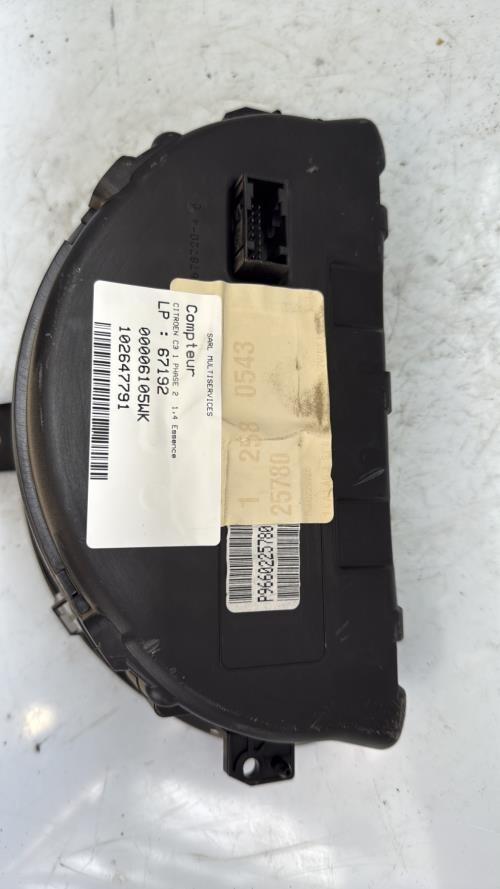 SARL MULTISERVICES
Compteur
CITROEN C3 1 PHASE 2 1,4 Essence
LP : 67192
00006105WK
102647791
1 258 0543
25780
P9660225780